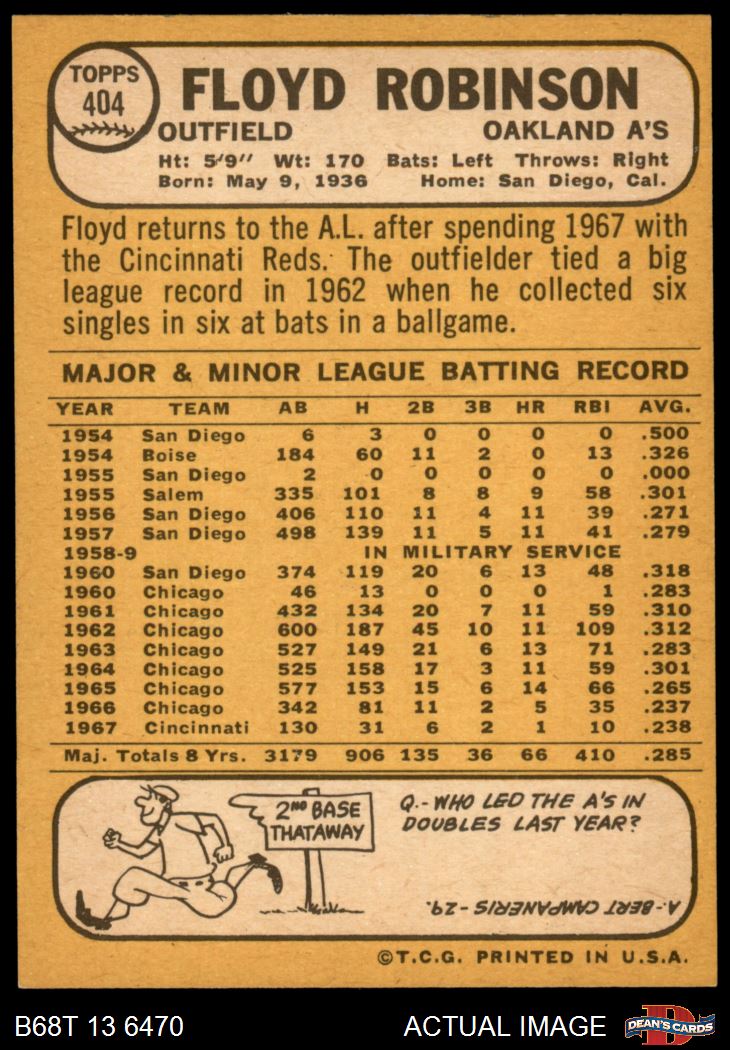 TOPPS
404
FLOYD ROBINSON
OUTFIELD OAKLAND A'S
Ht: 5'9'' Wt: 170 Bats: Left Throws: Right
Born: May 9, 1936 Home: San Diego, Cal.
Floyd returns to the A.L. after spending 1967 with
the Cincinnati Reds. The outfielder tied a big
league record in 1962 when he collected six
singles in six at bats in a ballgame.
MAJOR & MINOR LEAGUE BATTING RECORD
YEAR TEAM AB H 2B 3B HR RBI AVG.
1954 San Diego 6 3 0 0 0 0 .500
1954 Boise 184 60 11 2 0 13 .326
1955 San Diego 2 0 0 0 0 0 .000
1955 Salem 335 101 8 8 9 58 .301
1956 San Diego 406 110 11 4 11 39 .271
1957 San Diego 498 139 11 5 11 41 .279
1958-9 IN MILITARY SERVICE
1960 San Diego 374 119 20 6 13 48 .318
1960 Chicago 46 13 0 0 0 1 .283
1961 Chicago 432 134 20 7 11 59 .310
1962 Chicago 600 187 45 10 11 109 .312
1963 Chicago 527 149 21 6 13 71 .283
1964 Chicago 525 158 17 3 11 59 .301
1965 Chicago 577 153 15 6 14 66 .265
1966 Chicago 342 81 11 2 5 35 .237
1967 Cincinnati 130 31 6 2 1 10 .238
Maj. Totals 8 Yrs. 3179 906 135 36 66 410 .285
2ND BASE
THATAWAY
Q.- WHO LED THE A'S IN
DOUBLES LAST YEAR?
A-BERT CAMPANERIS - 29.
©T.C.G. PRINTED IN U.S.A.
B68T 13 6470 ACTUAL IMAGE
D
DEAN'S CARDS